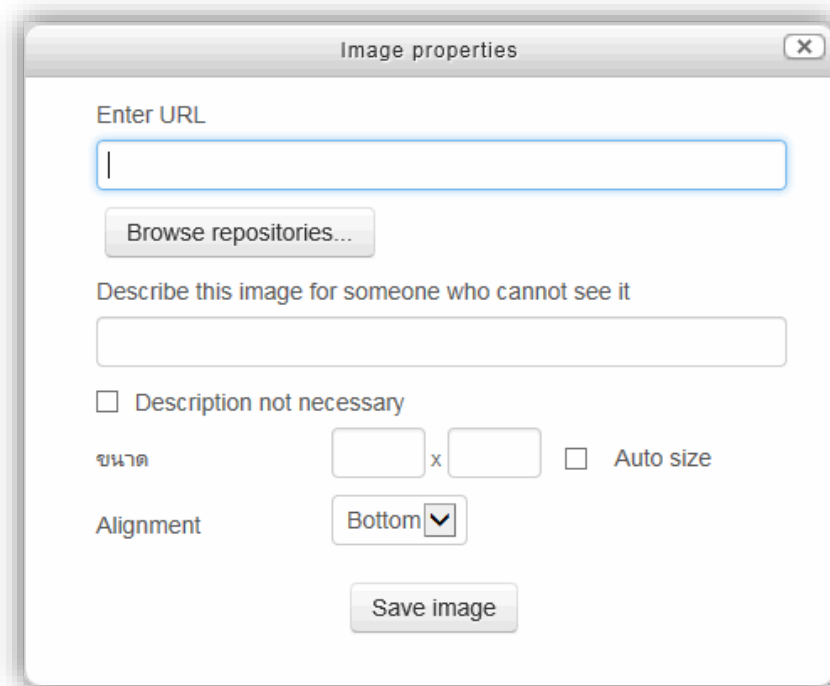 Image properties
Enter URL
Browse repositories...
Describe this image for someone who cannot see it
Description not necessary
ขนาด x Auto size
Alignment Bottom
Save image